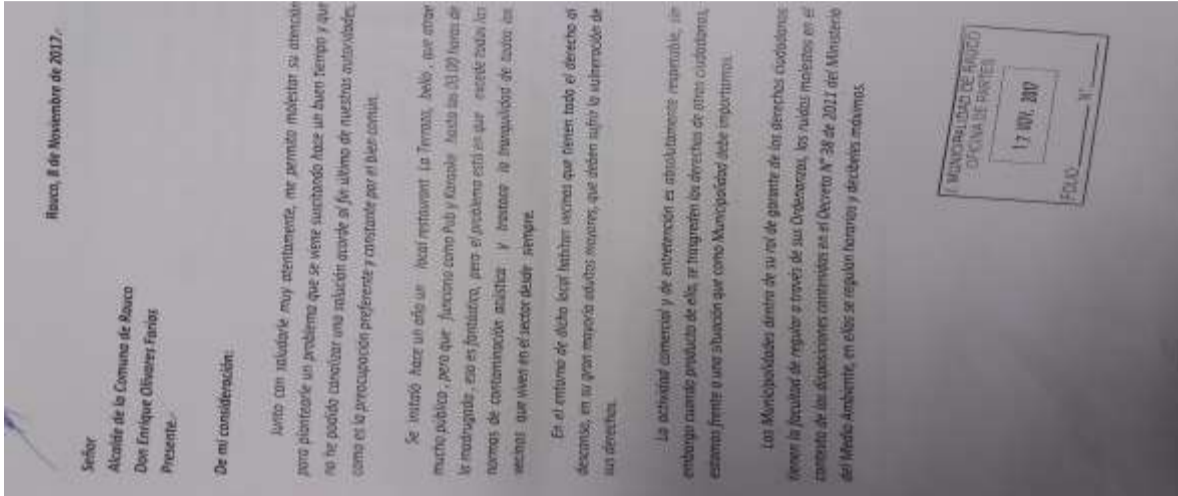 Rauco, 8 de Noviembre de 2017.-
Señor
Alcalde de la Comuna de Rauco
Don Enrique Olivares Farías
Presente.-
De mi consideración:
Junto con saludarle muy atentamente, me permito molestar su atención
para plantearle un problema que se viene suscitando hace un buen tiempo y que
no he podido canalizar una solución acorde al fin ultimo de nuestras autoridades,
como es la preocupación preferente y constante por el bien común.
Se instaló hace un año un local restaurant La Terraza, bello, que atrae
mucho público, pero que funciona como Pub y Karaoke hasta las 03:00 horas de
la madrugada, eso es fantástico, pero el problema está en que excede todas las
normas de contaminación acústica y trastoca la tranquilidad de todos los
vecinos que viven en el sector desde siempre.
En el entorno de dicho local habitan vecinos que tienen todo el derecho al
descanso, en su gran mayoría adultos mayores, que deben sufrir la vulneración de
sus derechos.
La actividad comercial y de entretención es absolutamente respetable, sin
embargo cuando producto de ello, se transgreden los derechos de otros ciudadanos,
estamos frente a una situación que como Municipalidad debe importarnos.
Las Municipalidades dentro de su rol de garante de los derechos ciudadanos
tienen la facultad de regular a través de sus Ordenanzas, los ruidos molestos en el
contexto de las disposiciones contenidas en el Decreto N° 38 de 2011 del Ministerio
del Medio Ambiente, en ellas se regulan horarios y decibeles máximos.
I. MUNICIPALIDAD DE RAUCO
OFICINA DE PARTES
17 NOV. 2017
FOLIO N°